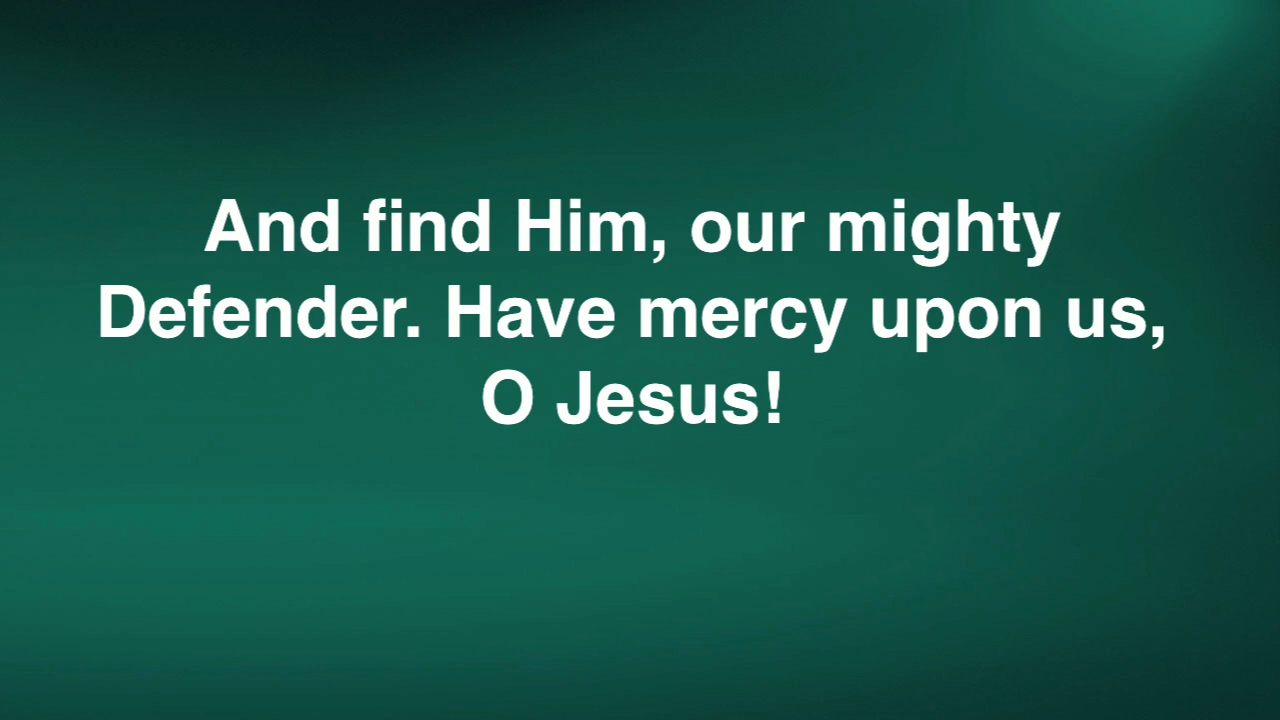 And find Him, our mighty
Defender. Have mercy upon us,
O Jesus!